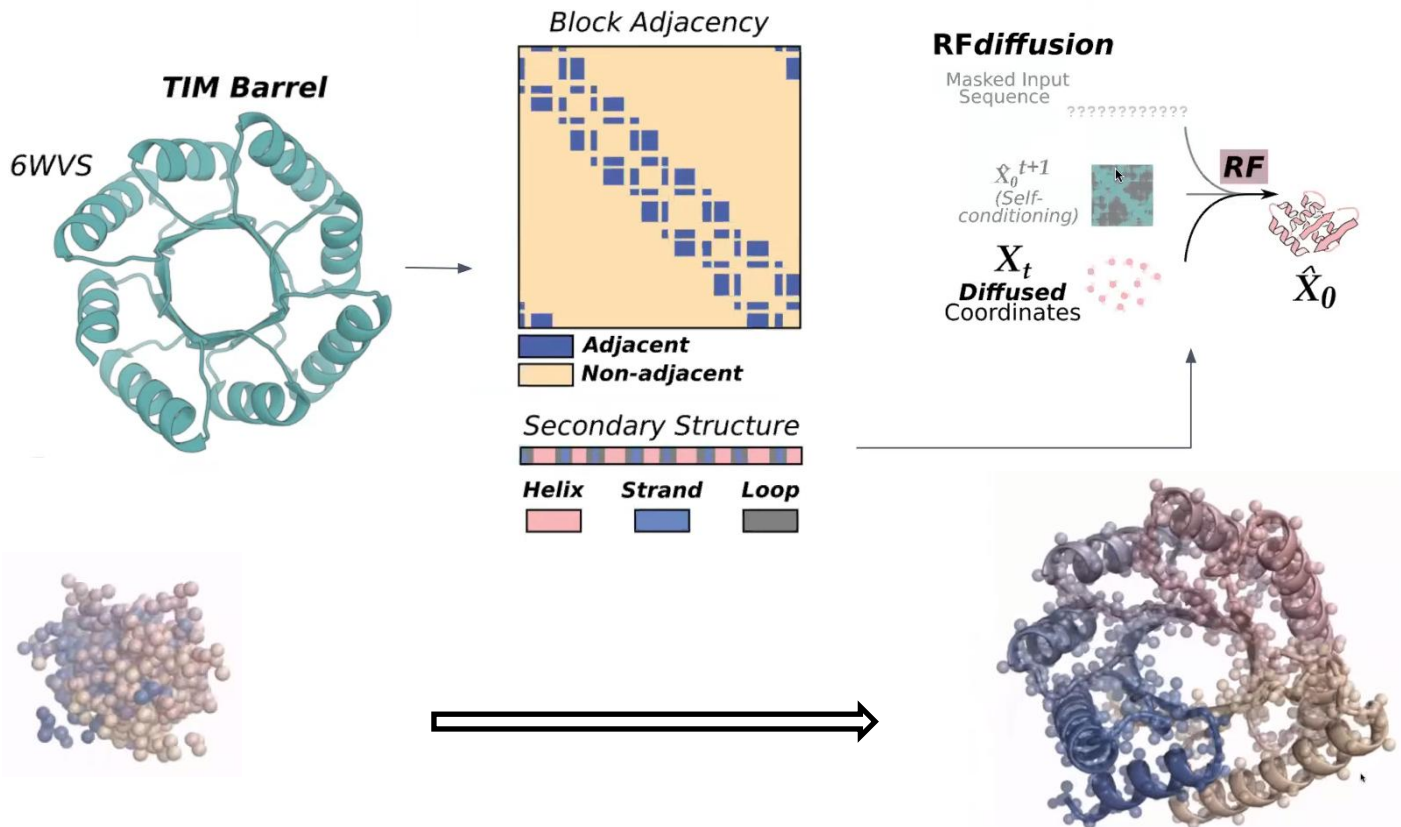 TIM Barrel
6WVS
Block Adjacency
Adjacent
Non-adjacent
Secondary Structure
Helix Strand Loop
RFdiffusion
Masked Input
Sequence
????????????
X̂₀ᵗ⁺¹
(Self-
conditioning)
Xₜ
Diffused
Coordinates
RF
X̂₀